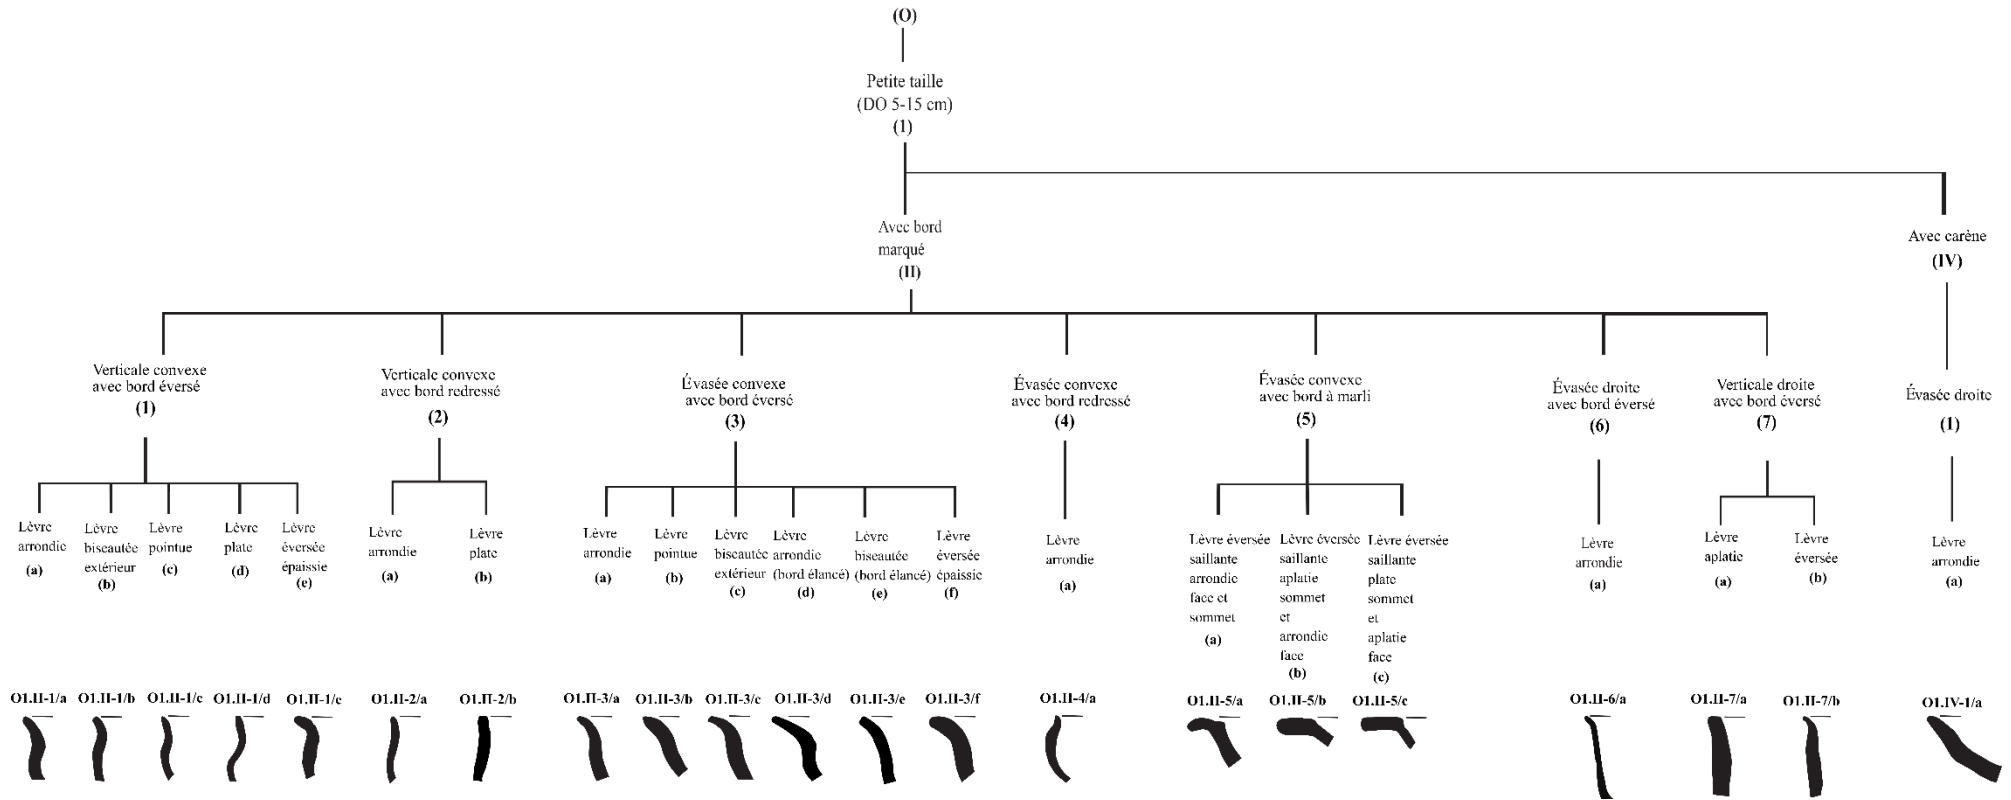 (O)
Petite taille
(DO 5-15 cm)
(1)
Avec bord
marqué
(II)
Avec carène
(IV)
Verticale convexe
avec bord éversé
(1)
Verticale convexe
avec bord redressé
(2)
Évasée convexe
avec bord éversé
(3)
Évasée convexe
avec bord redressé
(4)
Évasée convexe
avec bord à marli
(5)
Évasée droite
avec bord éversé
(6)
Verticale droite
avec bord éversé
(7)
Évasée droite
(1)
Lèvre
arrondie
(a)
Lèvre
biseautée
extérieur
(b)
Lèvre
pointue
(c)
Lèvre
plate
(d)
Lèvre
éversée
épaissie
(e)
Lèvre
arrondie
(a)
Lèvre
plate
(b)
Lèvre
arrondie
(a)
Lèvre
pointue
(b)
Lèvre
biseautée
extérieur
(c)
Lèvre
arrondie
(bord élancé)
(d)
Lèvre
biseautée
(bord élancé)
(e)
Lèvre
éversée
épaissie
(f)
Lèvre
arrondie
(a)
Lèvre éversée
saillante
arrondie
face et
sommet
(a)
Lèvre éversée
saillante
aplatie
sommet
et
arrondie
face
(b)
Lèvre éversée
saillante
plate
sommet
et
aplatie
face
(c)
Lèvre
arrondie
(a)
Lèvre
aplatie
(a)
Lèvre
éversée
(b)
Lèvre
arrondie
(a)
O1.II-1/a O1.II-1/b O1.II-1/c O1.II-1/d O1.II-1/e O1.II-2/a O1.II-2/b O1.II-3/a O1.II-3/b O1.II-3/c O1.II-3/d O1.II-3/e O1.II-3/f O1.II-4/a O1.II-5/a O1.II-5/b O1.II-5/c O1.II-6/a O1.II-7/a O1.II-7/b O1.IV-1/a